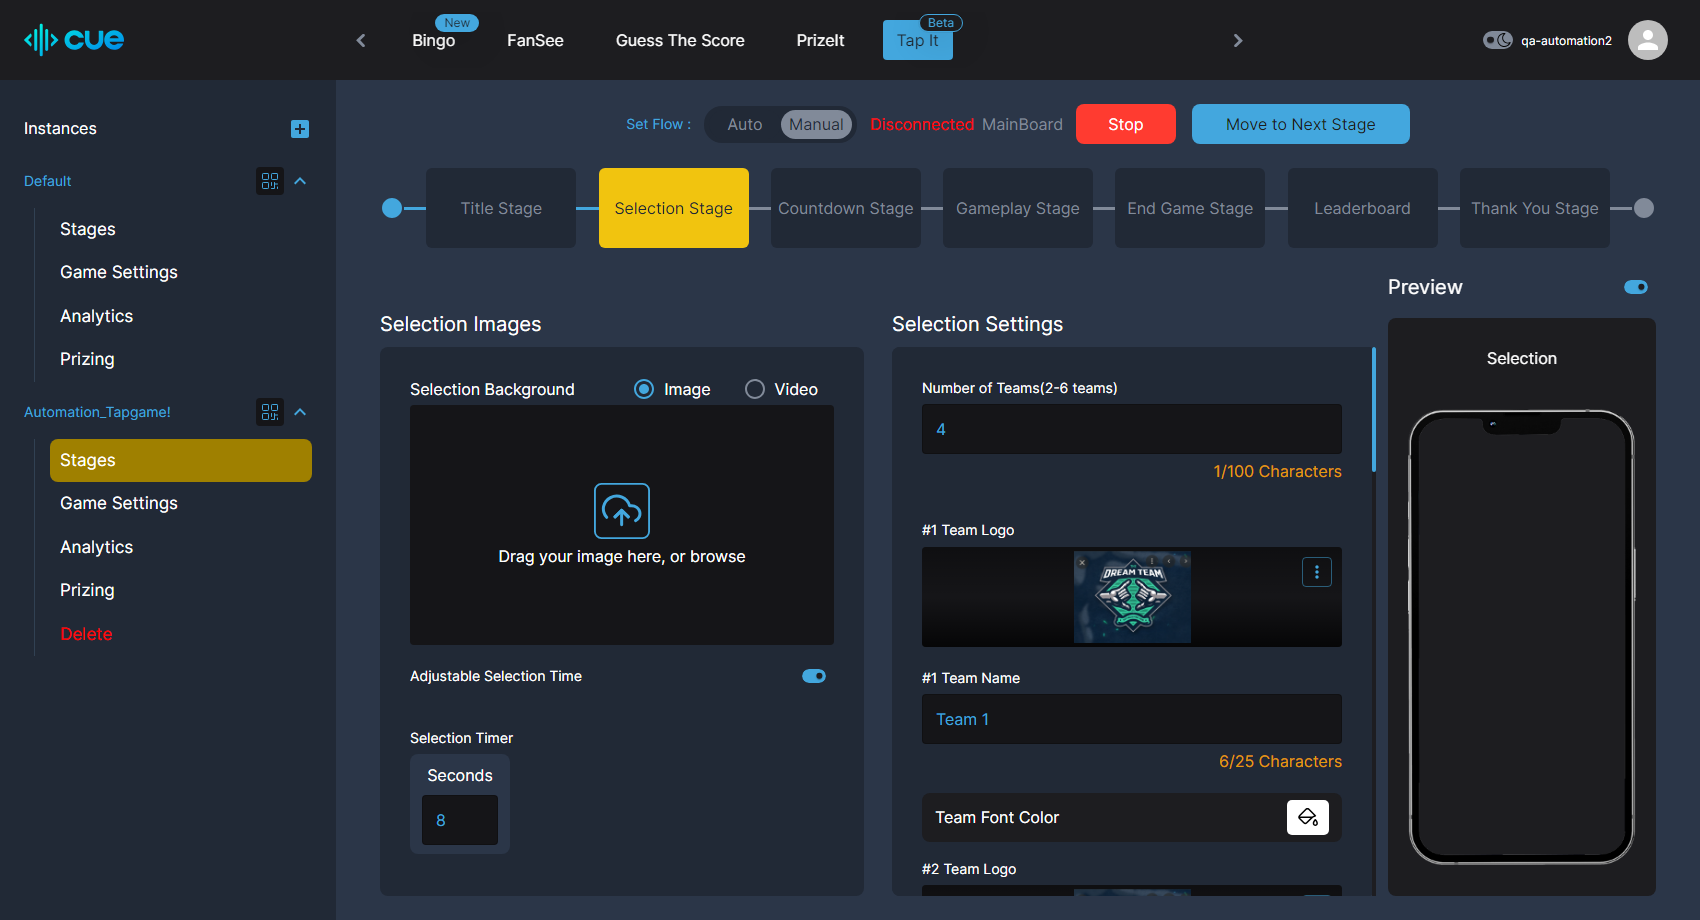 cue
Bingo
New
FanSee
Guess The Score
PrizeIt
Tap It
Beta
qa-automation2
Instances
Default
Stages
Game Settings
Analytics
Prizing
Automation_Tapgame!
Stages
Game Settings
Analytics
Prizing
Delete
Set Flow :
Auto
Manual
Disconnected MainBoard
Stop
Move to Next Stage
Title Stage
Selection Stage
Countdown Stage
Gameplay Stage
End Game Stage
Leaderboard
Thank You Stage
Selection Images
Selection Background
Image
Video
Drag your image here, or browse
Adjustable Selection Time
Selection Timer
Seconds
8
Selection Settings
Number of Teams(2-6 teams)
4
1/100 Characters
#1 Team Logo
DREAM TEAM
#1 Team Name
Team 1
6/25 Characters
Team Font Color
#2 Team Logo
Preview
Selection